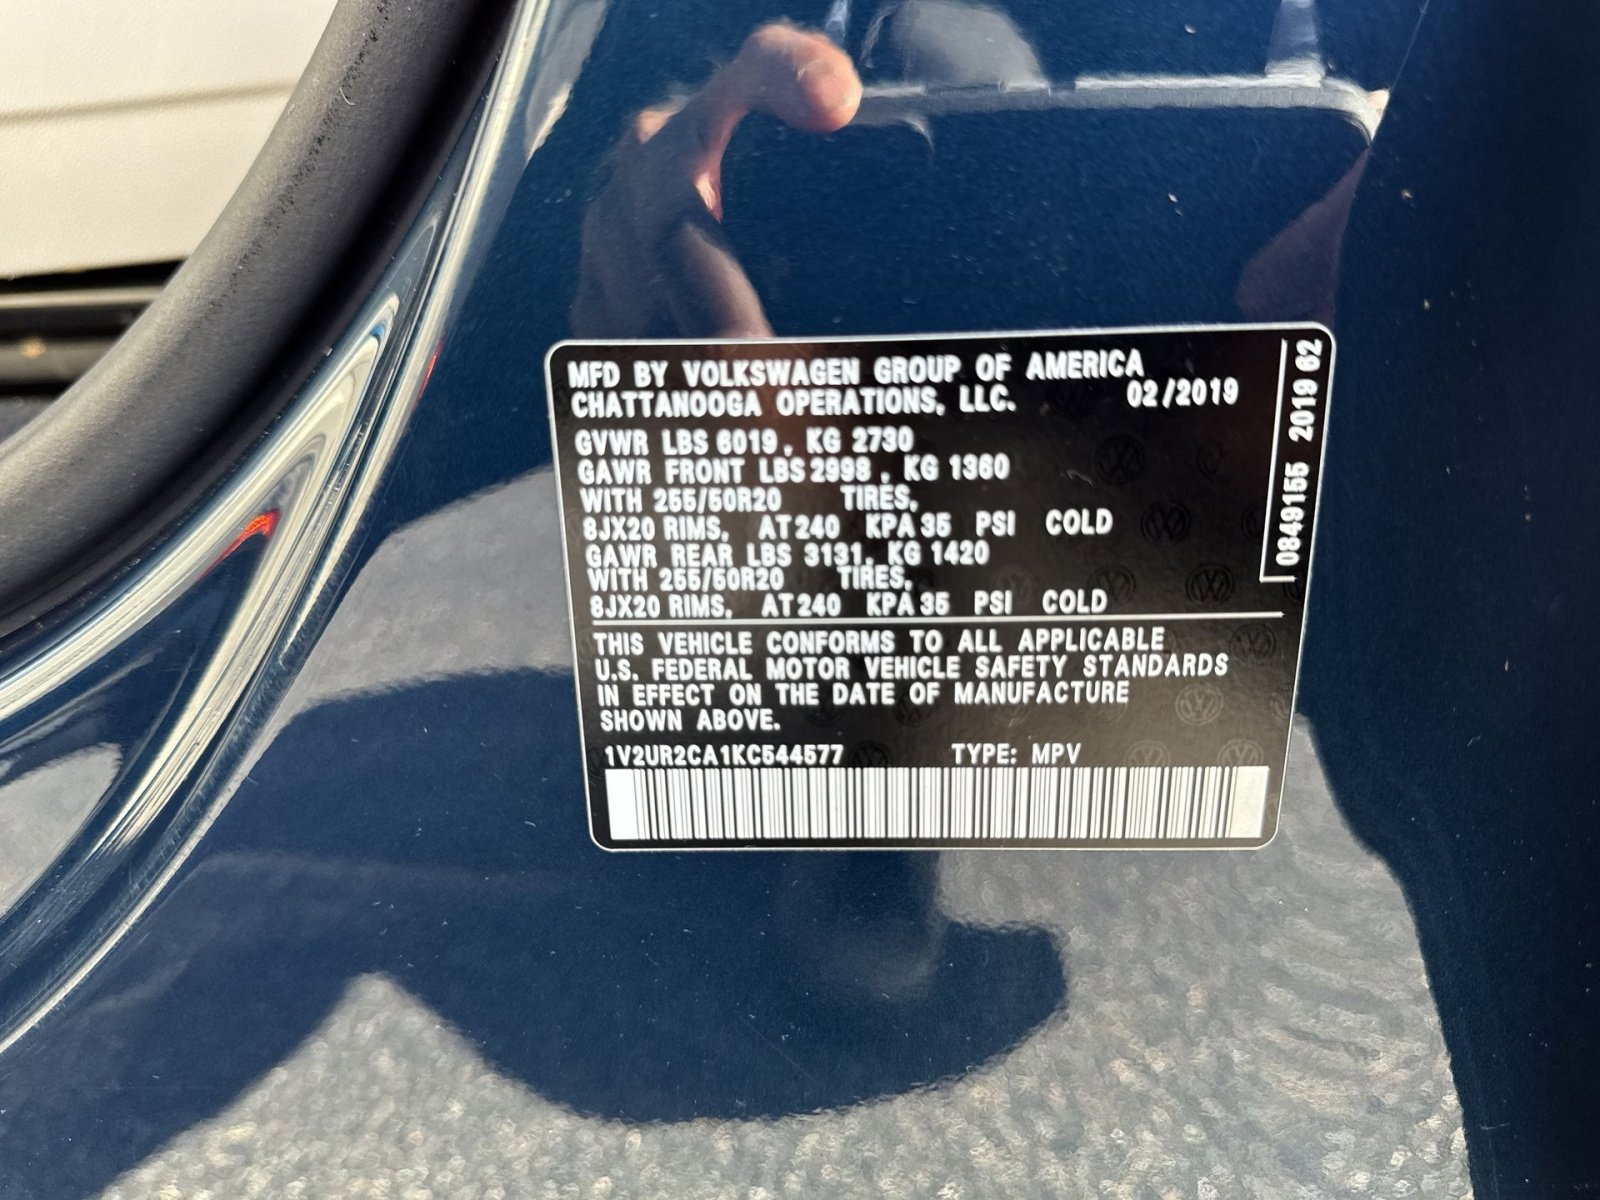 MFD BY VOLKSWAGEN GROUP OF AMERICA
CHATTANOOGA OPERATIONS, LLC. 02/2019
GVWR LBS 6019, KG 2730
GAWR FRONT LBS 2998, KG 1360
WITH 255/50R20 TIRES,
8JX20 RIMS, AT 240 KPA 35 PSI COLD
GAWR REAR LBS 3131, KG 1420
WITH 255/50R20 TIRES,
8JX20 RIMS, AT 240 KPA 35 PSI COLD
THIS VEHICLE CONFORMS TO ALL APPLICABLE
U.S. FEDERAL MOTOR VEHICLE SAFETY STANDARDS
IN EFFECT ON THE DATE OF MANUFACTURE
SHOWN ABOVE.
1V2UR2CA1KC544577 TYPE: MPV
0849155 2019 62